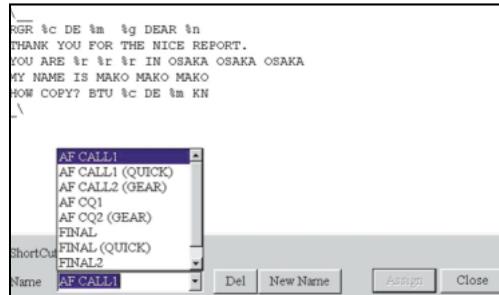 \__
RGR %c DE %m %g DEAR %n
THANK YOU FOR THE NICE REPORT.
YOU ARE %r %r %r IN OSAKA OSAKA OSAKA
MY NAME IS MAKO MAKO MAKO
HOW COPY? BTU %c DE %m KN
_\
AF CALL1
AF CALL1 (QUICK)
AF CALL2 (GEAR)
AF CQ1
AF CQ2 (GEAR)
FINAL
FINAL (QUICK)
FINAL2
ShortCut
Name AF CALL1 Del New Name Assign Close